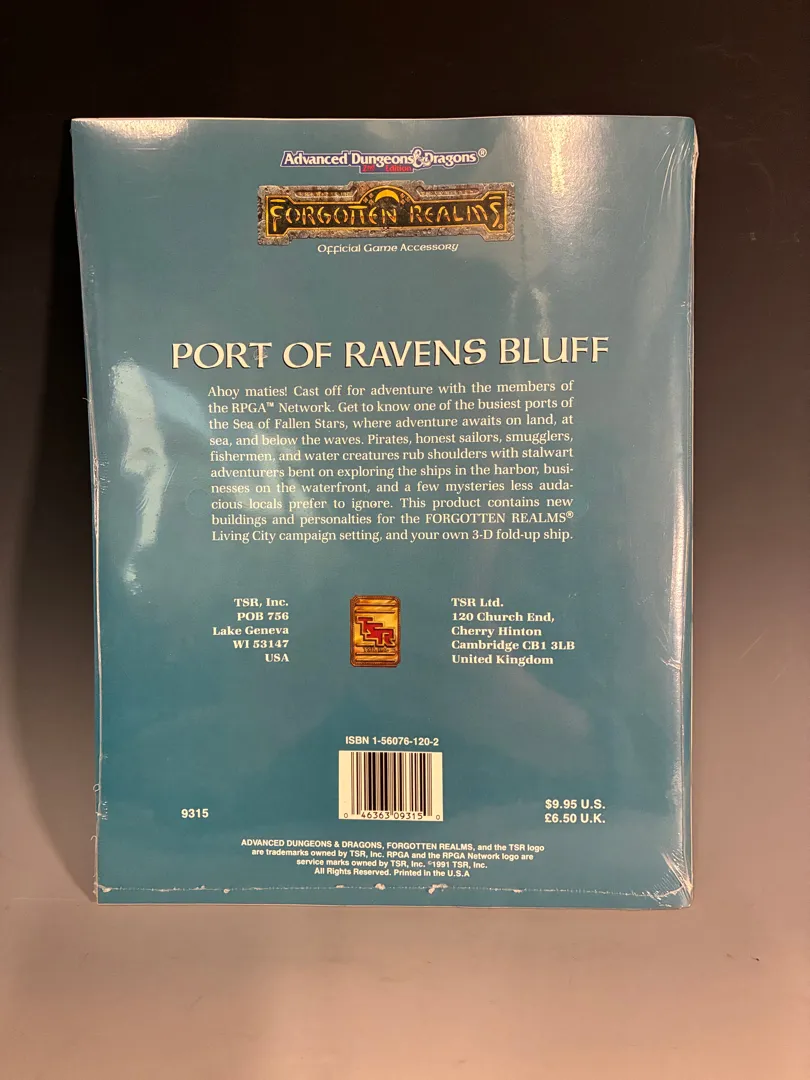 Advanced Dungeons & Dragons®
2nd Edition
FORGOTTEN REALMS®
Official Game Accessory
PORT OF RAVENS BLUFF
Ahoy maties! Cast off for adventure with the members of
the RPGA™ Network. Get to know one of the busiest ports of
the Sea of Fallen Stars, where adventure awaits on land, at
sea, and below the waves. Pirates, honest sailors, smugglers,
fishermen, and water creatures rub shoulders with stalwart
adventurers bent on exploring the ships in the harbor, busi-
nesses on the waterfront, and a few mysteries less auda-
cious locals prefer to ignore. This product contains new
buildings and personalties for the FORGOTTEN REALMS®
Living City campaign setting, and your own 3-D fold-up ship.
TSR, Inc.
POB 756
Lake Geneva
WI 53147
USA
TSR
TSR Ltd.
120 Church End,
Cherry Hinton
Cambridge CB1 3LB
United Kingdom
ISBN 1-56076-120-2
0 46363 09315 0
9315
$9.95 U.S.
£6.50 U.K.
ADVANCED DUNGEONS & DRAGONS, FORGOTTEN REALMS, and the TSR logo
are trademarks owned by TSR, Inc. RPGA and the RPGA Network logo are
service marks owned by TSR, Inc. ©1991 TSR, Inc.
All Rights Reserved. Printed in the U.S.A